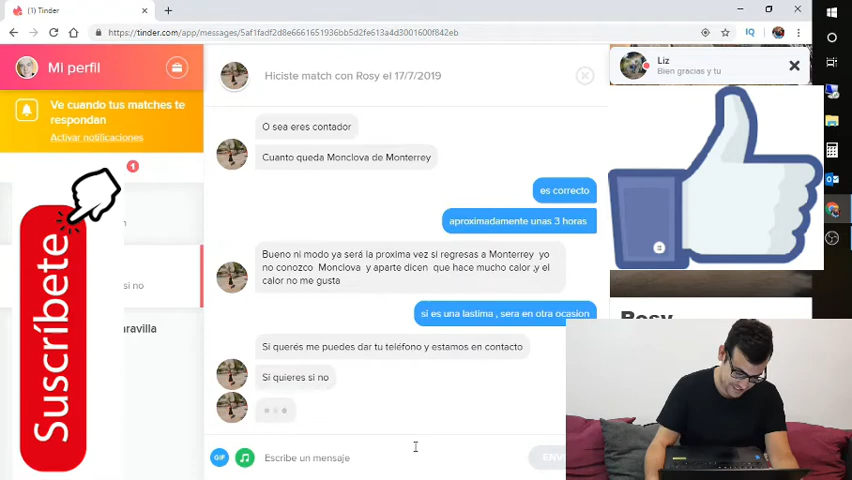 Tinder
https://tinder.com/app/messages/5af1fadf2d8e6661651936bb5d2fe613a4d3001600f842eb
IQ
Mi perfil
Ve cuando tus matches te
respondan
Activar notificaciones
1
n
si no
aravilla
Suscríbete
Hiciste match con Rosy el 17/7/2019
O sea eres contador
Cuanto queda Monclova de Monterrey
es correcto
aproximadamente unas 3 horas
Bueno ni modo ya será la proxima vez si regresas a Monterrey yo
no conozco Monclova y aparte dicen que hace mucho calor ,y el
calor no me gusta
si es una lastima , sera en otra ocasion
Si querés me puedes dar tu teléfono y estamos en contacto
Sí quieres si no
GIF
Escribe un mensaje
ENV
Liz
Bien gracias y tu
Rosy